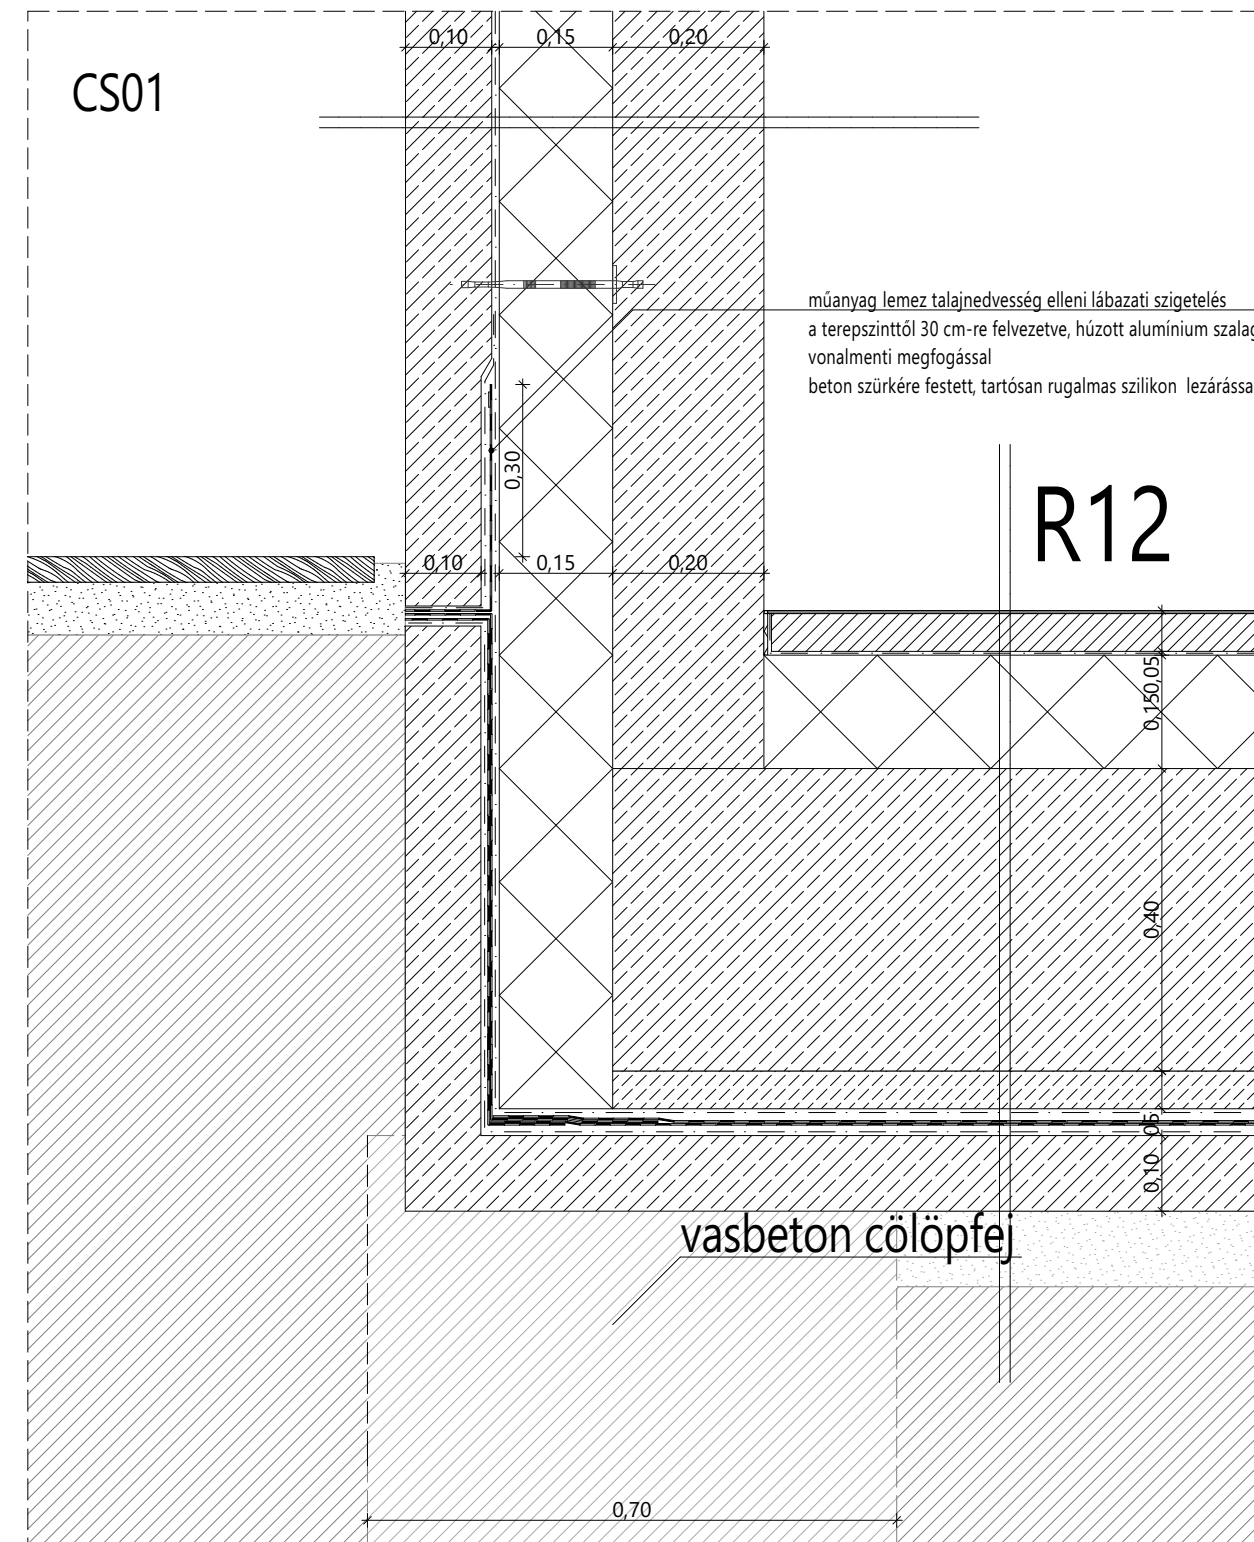 0,10 0,15 0,20
CS01
műanyag lemez talajnedvesség elleni lábazati szigetelés
a terepszinttől 30 cm-re felvezetve, húzott alumínium szalag
vonalmenti megfogással
beton szürkére festett, tartósan rugalmas szilikon lezárássa
0,30
R12
0,10 0,15 0,20
0,05
0,15
0,40
05
0,10
vasbeton cölöpfej
0,70